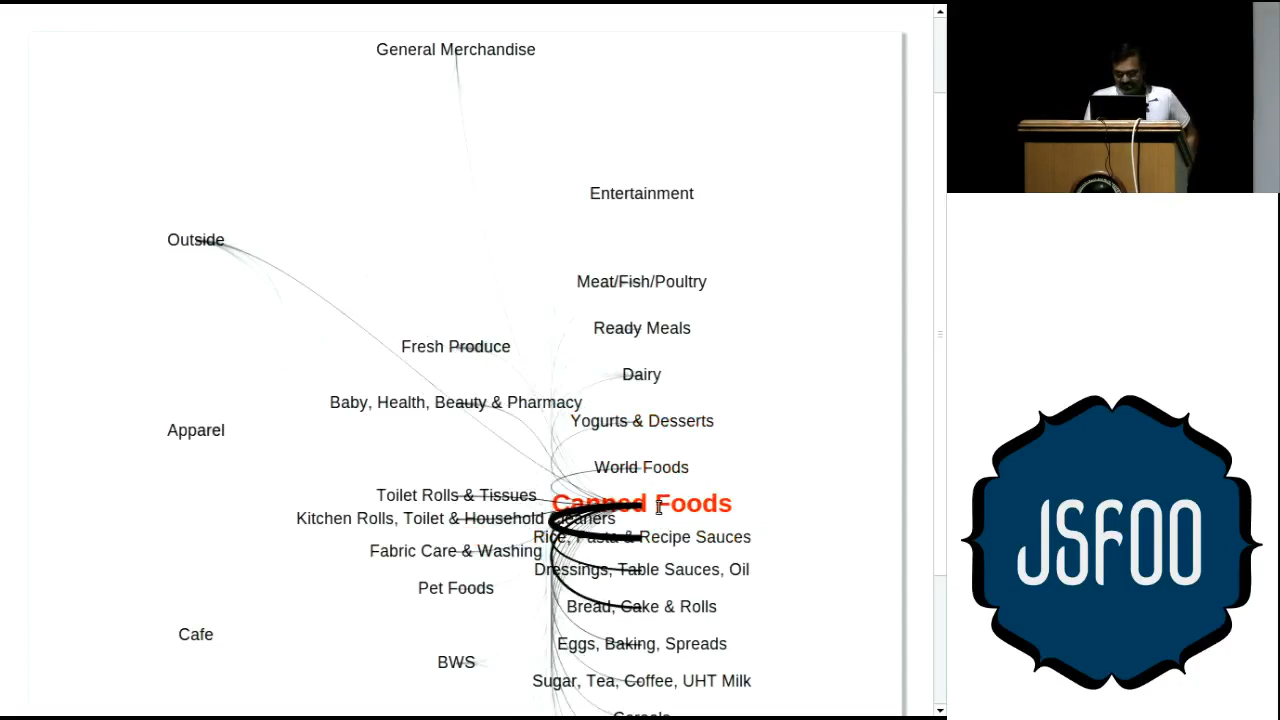 General Merchandise
Entertainment
Outside
Meat/Fish/Poultry
Ready Meals
Fresh Produce
Dairy
Baby, Health, Beauty & Pharmacy
Yogurts & Desserts
Apparel
World Foods
Toilet Rolls & Tissues
Canned Foods
Kitchen Rolls, Toilet & Household Cleaners
Rice, Pasta & Recipe Sauces
Fabric Care & Washing
Dressings, Table Sauces, Oil
Pet Foods
Bread, Cake & Rolls
Cafe
Eggs, Baking, Spreads
BWS
Sugar, Tea, Coffee, UHT Milk
Cereals
JSFOO